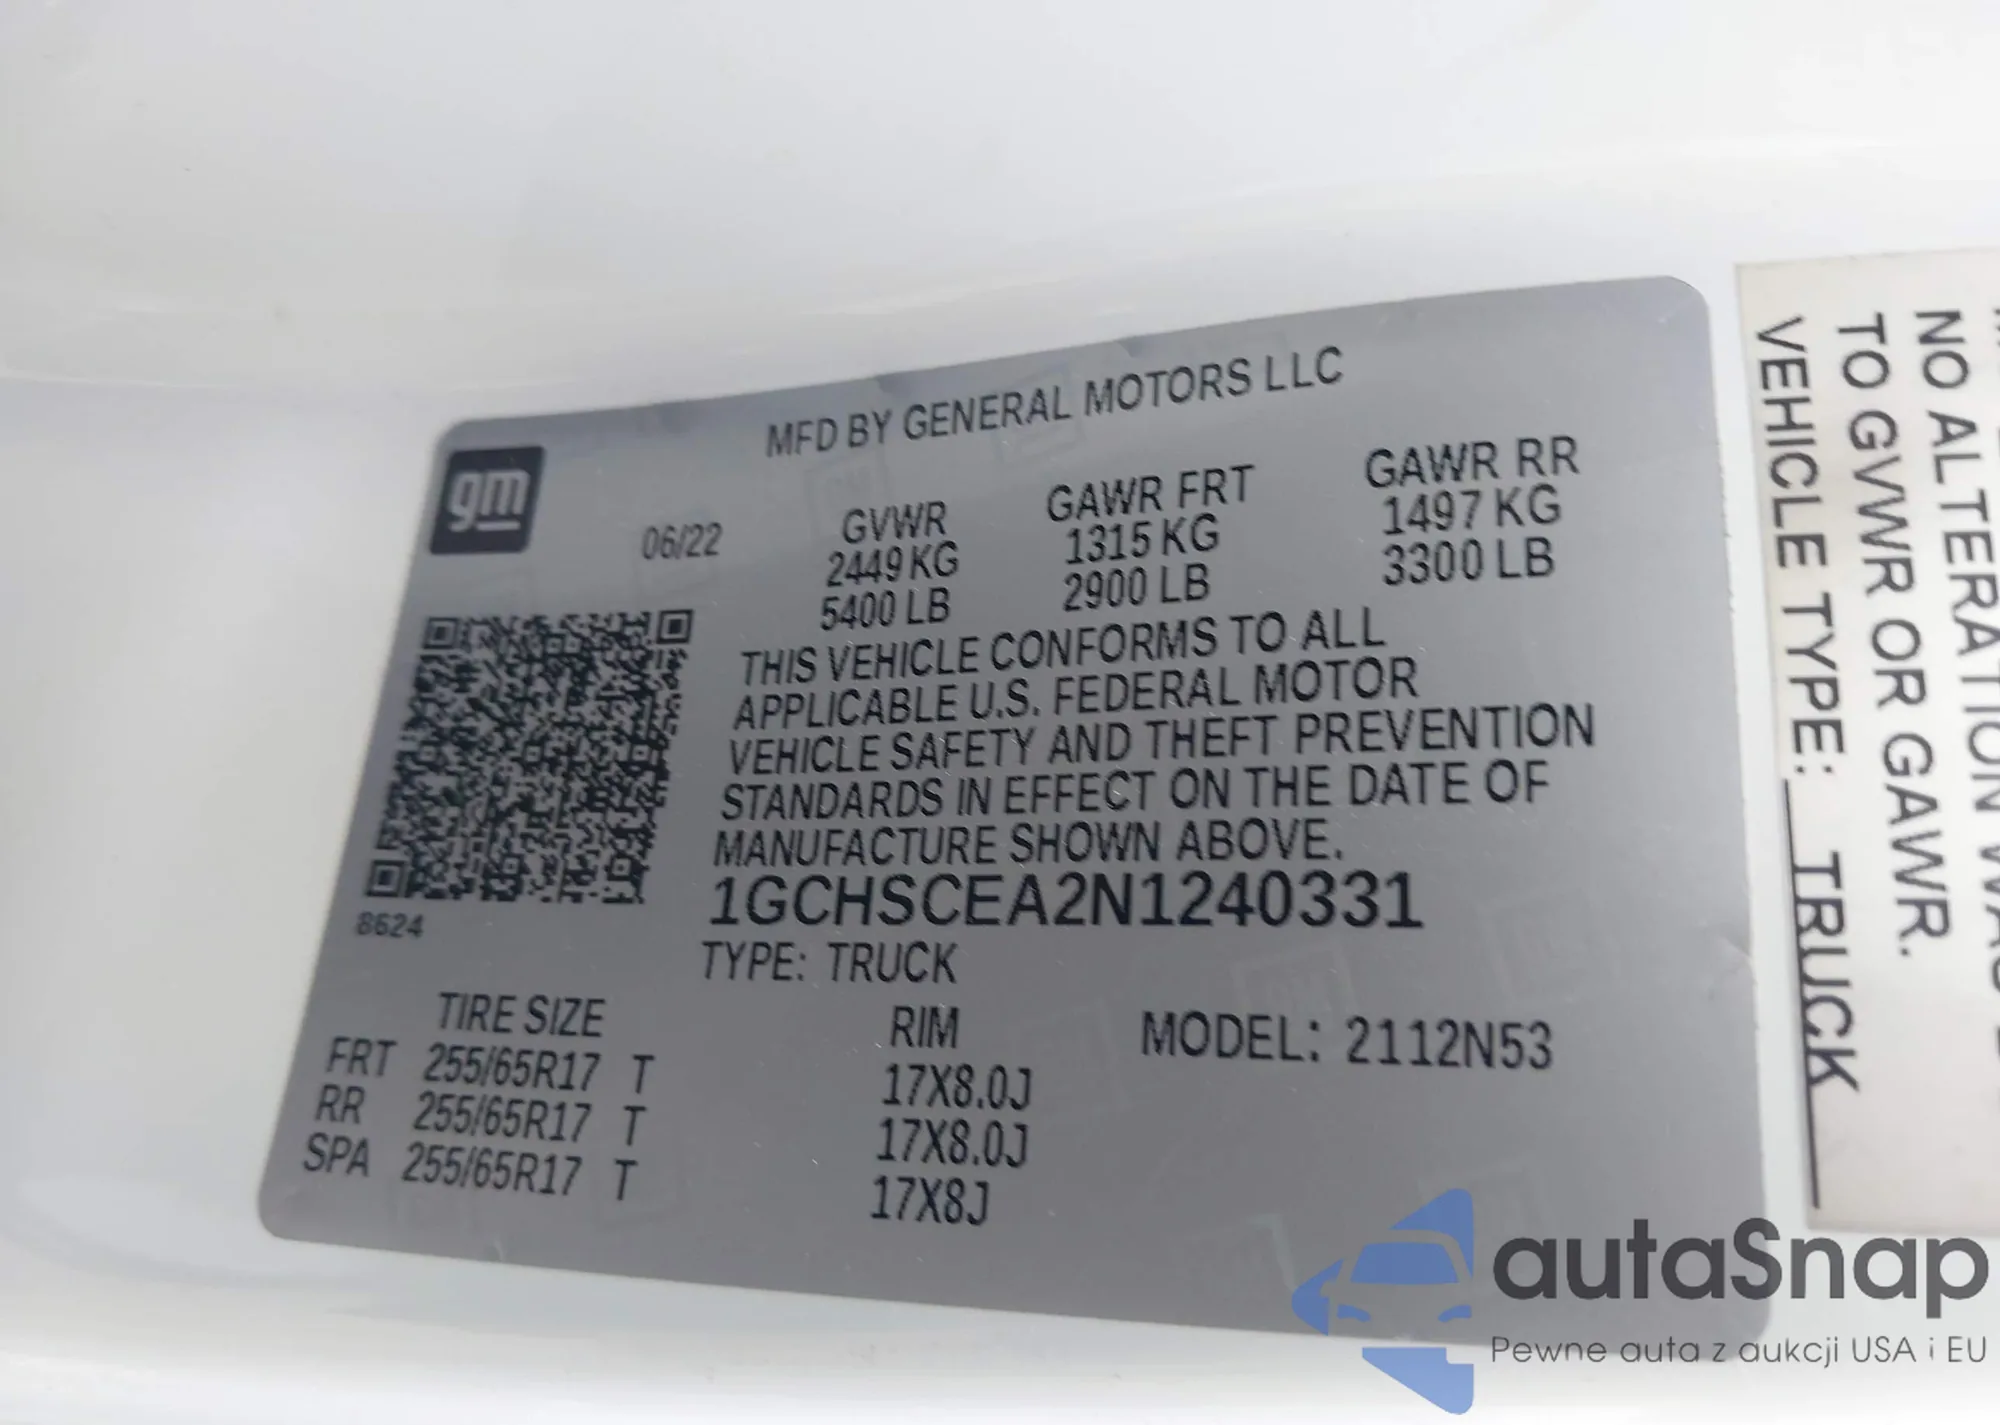 MFD BY GENERAL MOTORS LLC
gm
06/22
GVWR GAWR FRT GAWR RR
2449 KG 1315 KG 1497 KG
5400 LB 2900 LB 3300 LB
THIS VEHICLE CONFORMS TO ALL
APPLICABLE U.S. FEDERAL MOTOR
VEHICLE SAFETY AND THEFT PREVENTION
STANDARDS IN EFFECT ON THE DATE OF
MANUFACTURE SHOWN ABOVE.
1GCHSCEA2N1240331
8624
TYPE: TRUCK
TIRE SIZE RIM MODEL: 2112N53
FRT 255/65R17 T 17X8.0J
RR 255/65R17 T 17X8.0J
SPA 255/65R17 T 17X8J
NO ALTERATION
TO GVWR OR GAWR.
VEHICLE TYPE: TRUCK
autaSnap
Pewne auta z aukcji USA i EU